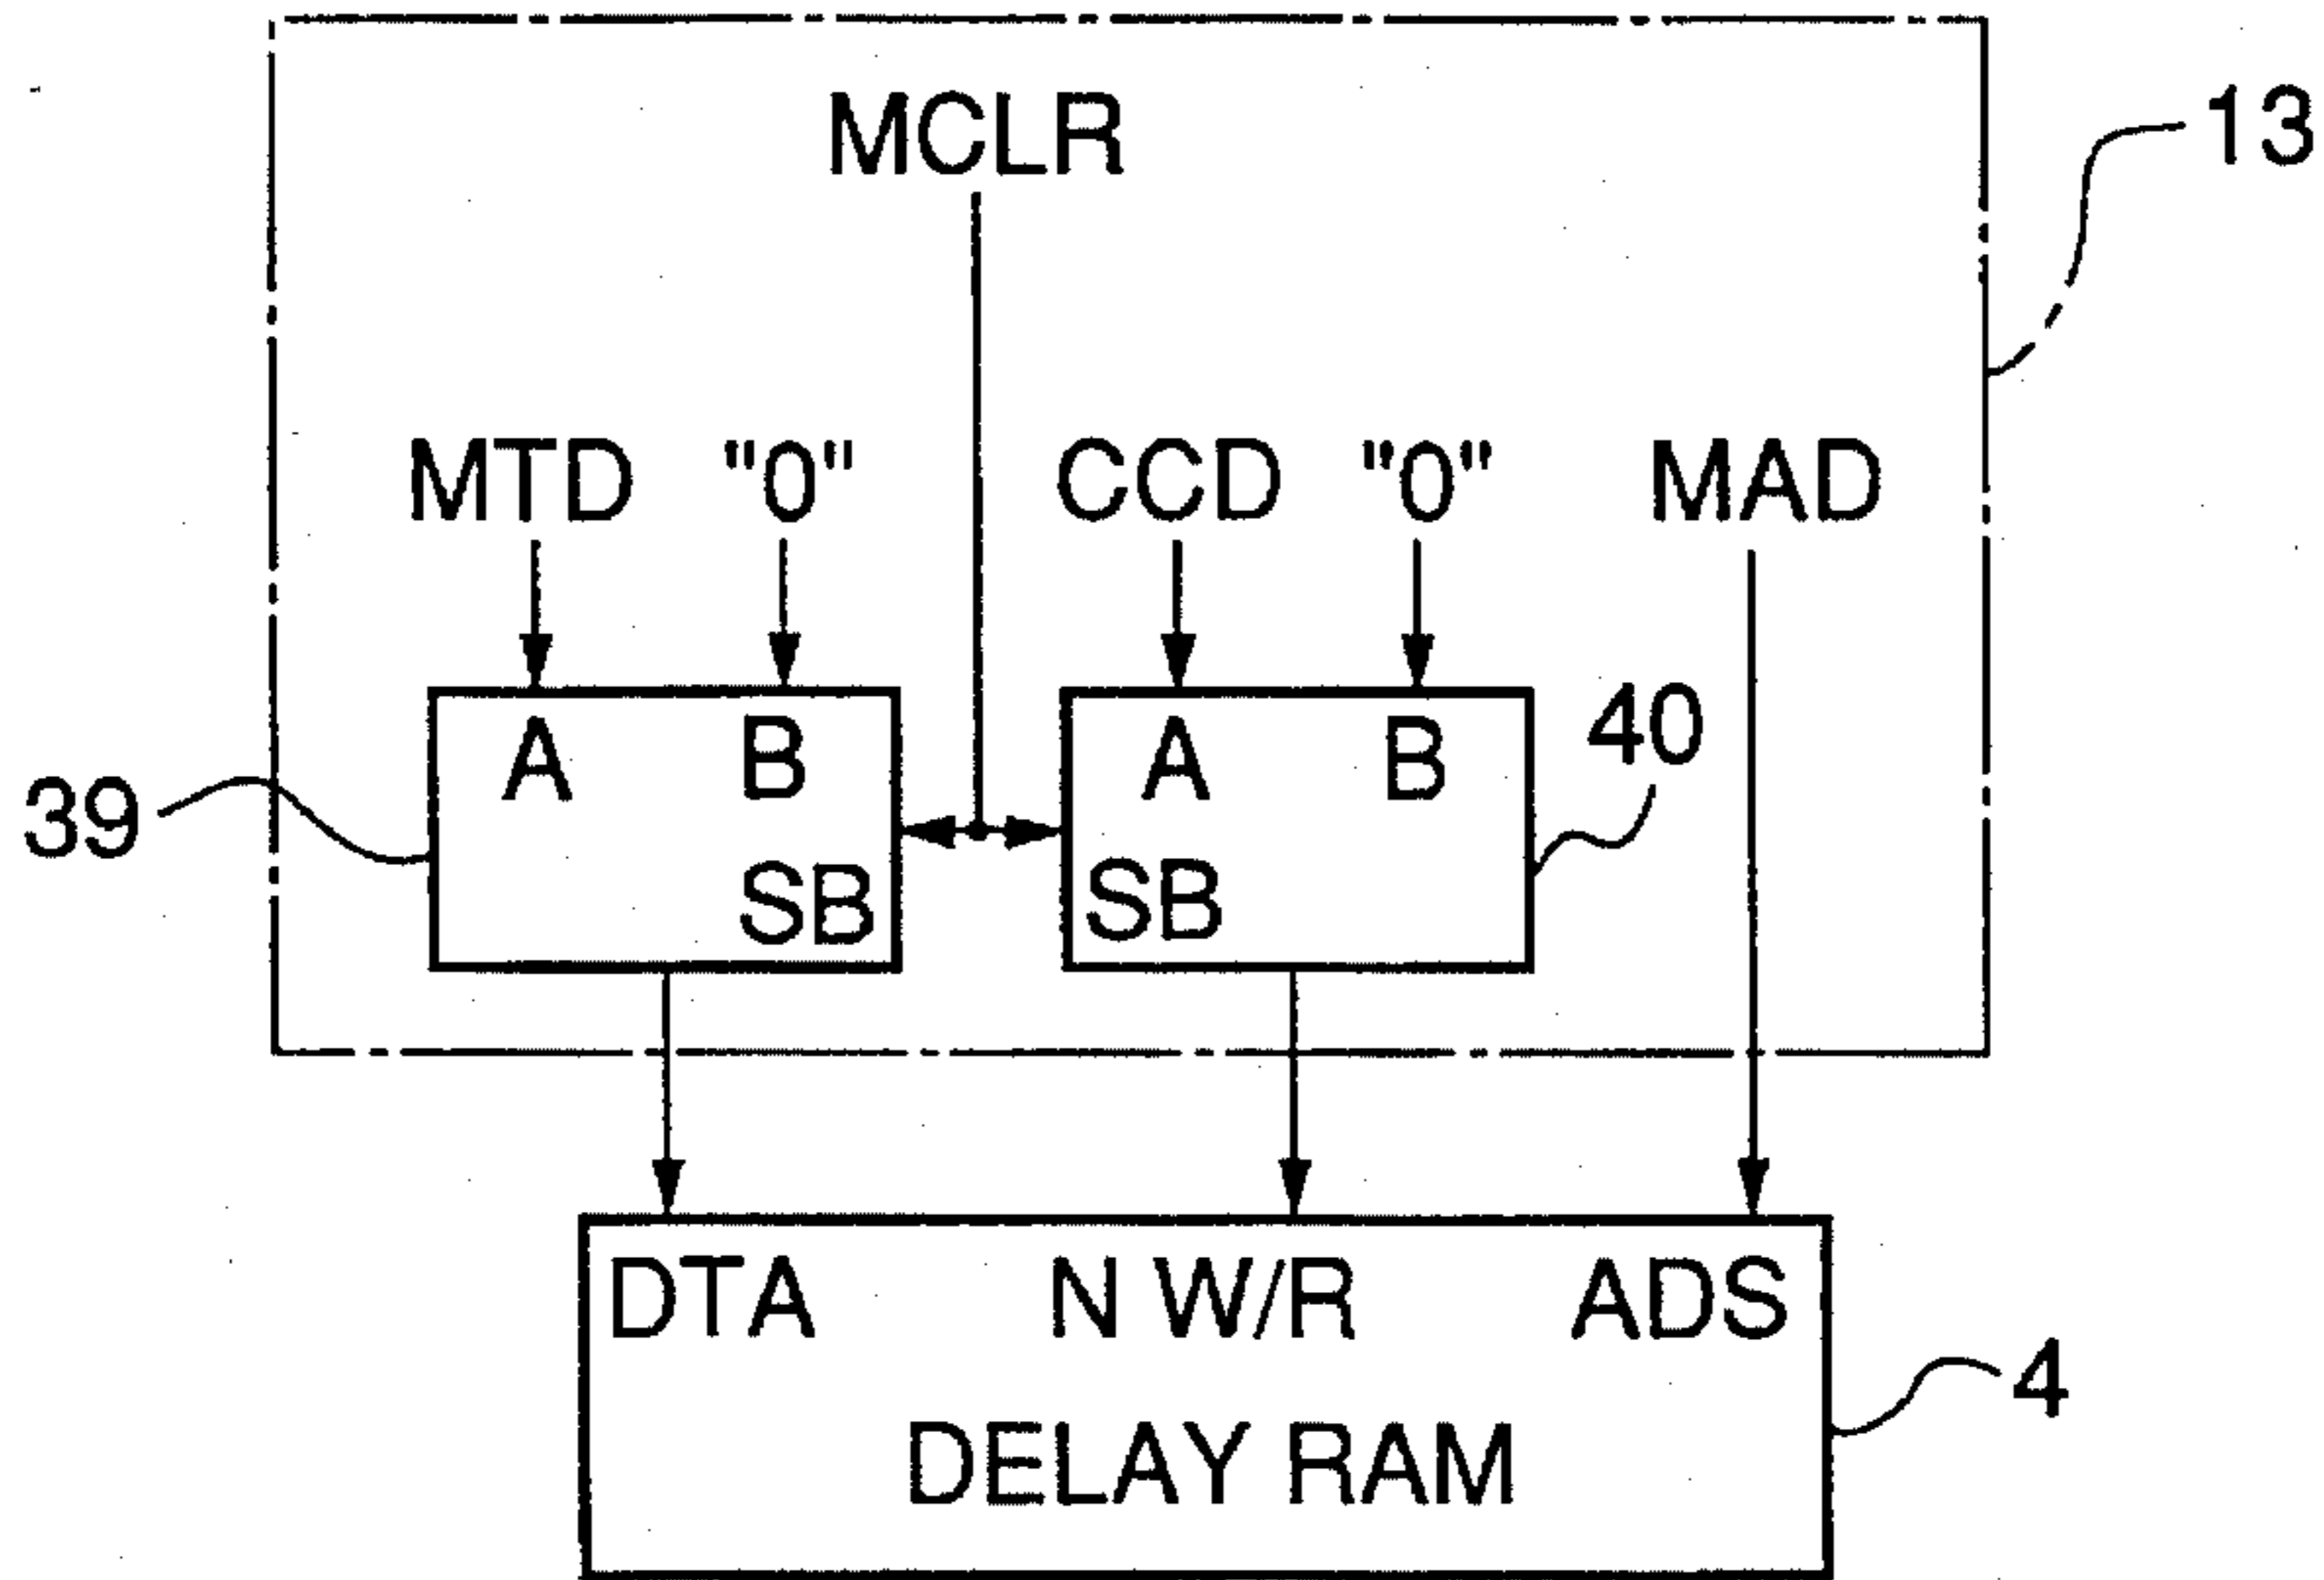 MCLR
13
MTD "0" CCD "0" MAD
A B A B 40
39 SB SB
DTA N W/R ADS
4
DELAY RAM